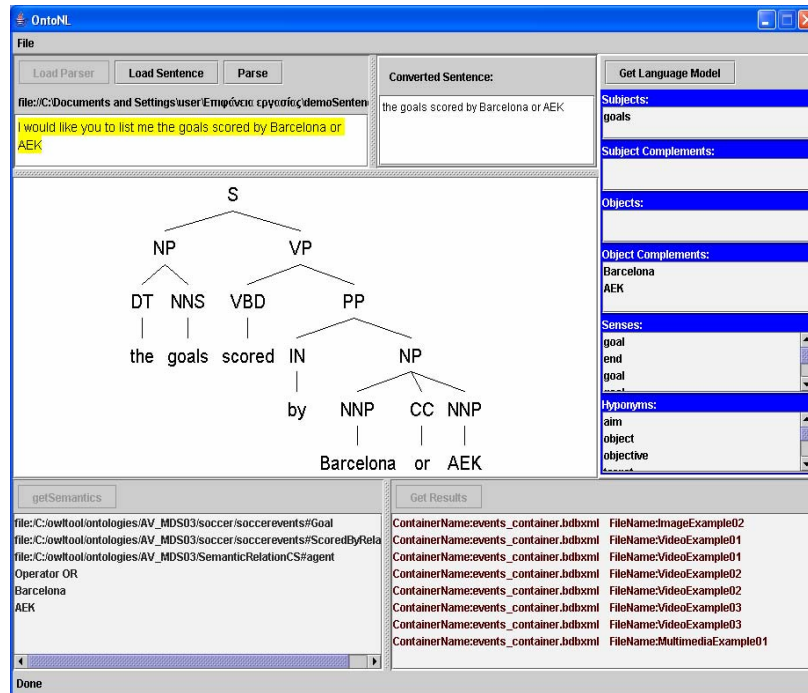 OntoNL
File
Load Parser Load Sentence Parse
file://C:\Documents and Settings\user\Επιφάνεια εργασίας\demoSenten
I would like you to list me the goals scored by Barcelona or
AEK
Converted Sentence:
the goals scored by Barcelona or AEK
Get Language Model
Subjects:
goals
Subject Complements:
Objects:
Object Complements:
Barcelona
AEK
Senses:
goal
end
goal
Hyponyms:
aim
object
objective
S
NP VP
DT NNS VBD PP
the goals scored IN NP
by NNP CC NNP
Barcelona or AEK
getSemantics
file:/C:/owltool/ontologies/AV_MDS03/soccer/soccerevents#Goal
file:/C:/owltool/ontologies/AV_MDS03/soccer/soccerevents#ScoredByRela
file:/C:/owltool/ontologies/AV_MDS03/SemanticRelationCS#agent
Operator OR
Barcelona
AEK
Get Results
ContainerName:events_container.bdbxml FileName:ImageExample02
ContainerName:events_container.bdbxml FileName:VideoExample01
ContainerName:events_container.bdbxml FileName:VideoExample01
ContainerName:events_container.bdbxml FileName:VideoExample02
ContainerName:events_container.bdbxml FileName:VideoExample02
ContainerName:events_container.bdbxml FileName:VideoExample03
ContainerName:events_container.bdbxml FileName:VideoExample03
ContainerName:events_container.bdbxml FileName:MultimediaExample01
Done